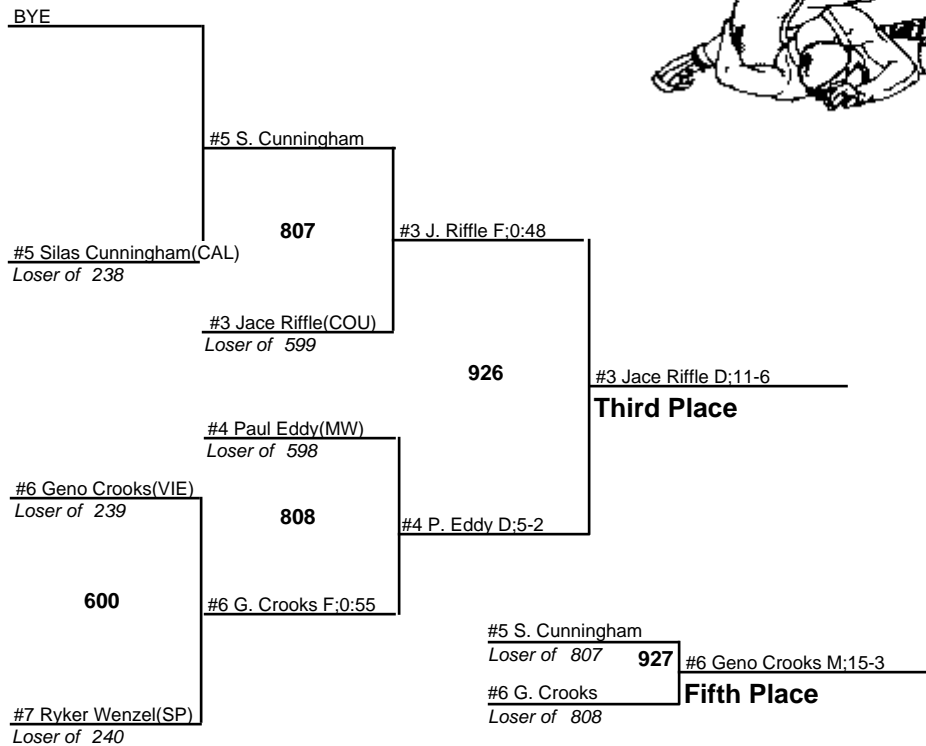 BYE
#5 S. Cunningham
807
#3 J. Riffle F;0:48
#5 Silas Cunningham(CAL)
Loser of 238
#3 Jace Riffle(COU)
Loser of 599
926
#3 Jace Riffle D;11-6
Third Place
#4 Paul Eddy(MW)
Loser of 598
#6 Geno Crooks(VIE)
Loser of 239
808
#4 P. Eddy D;5-2
600
#6 G. Crooks F;0:55
#5 S. Cunningham
Loser of 807
927
#6 Geno Crooks M;15-3
Fifth Place
#6 G. Crooks
Loser of 808
#7 Ryker Wenzel(SP)
Loser of 240